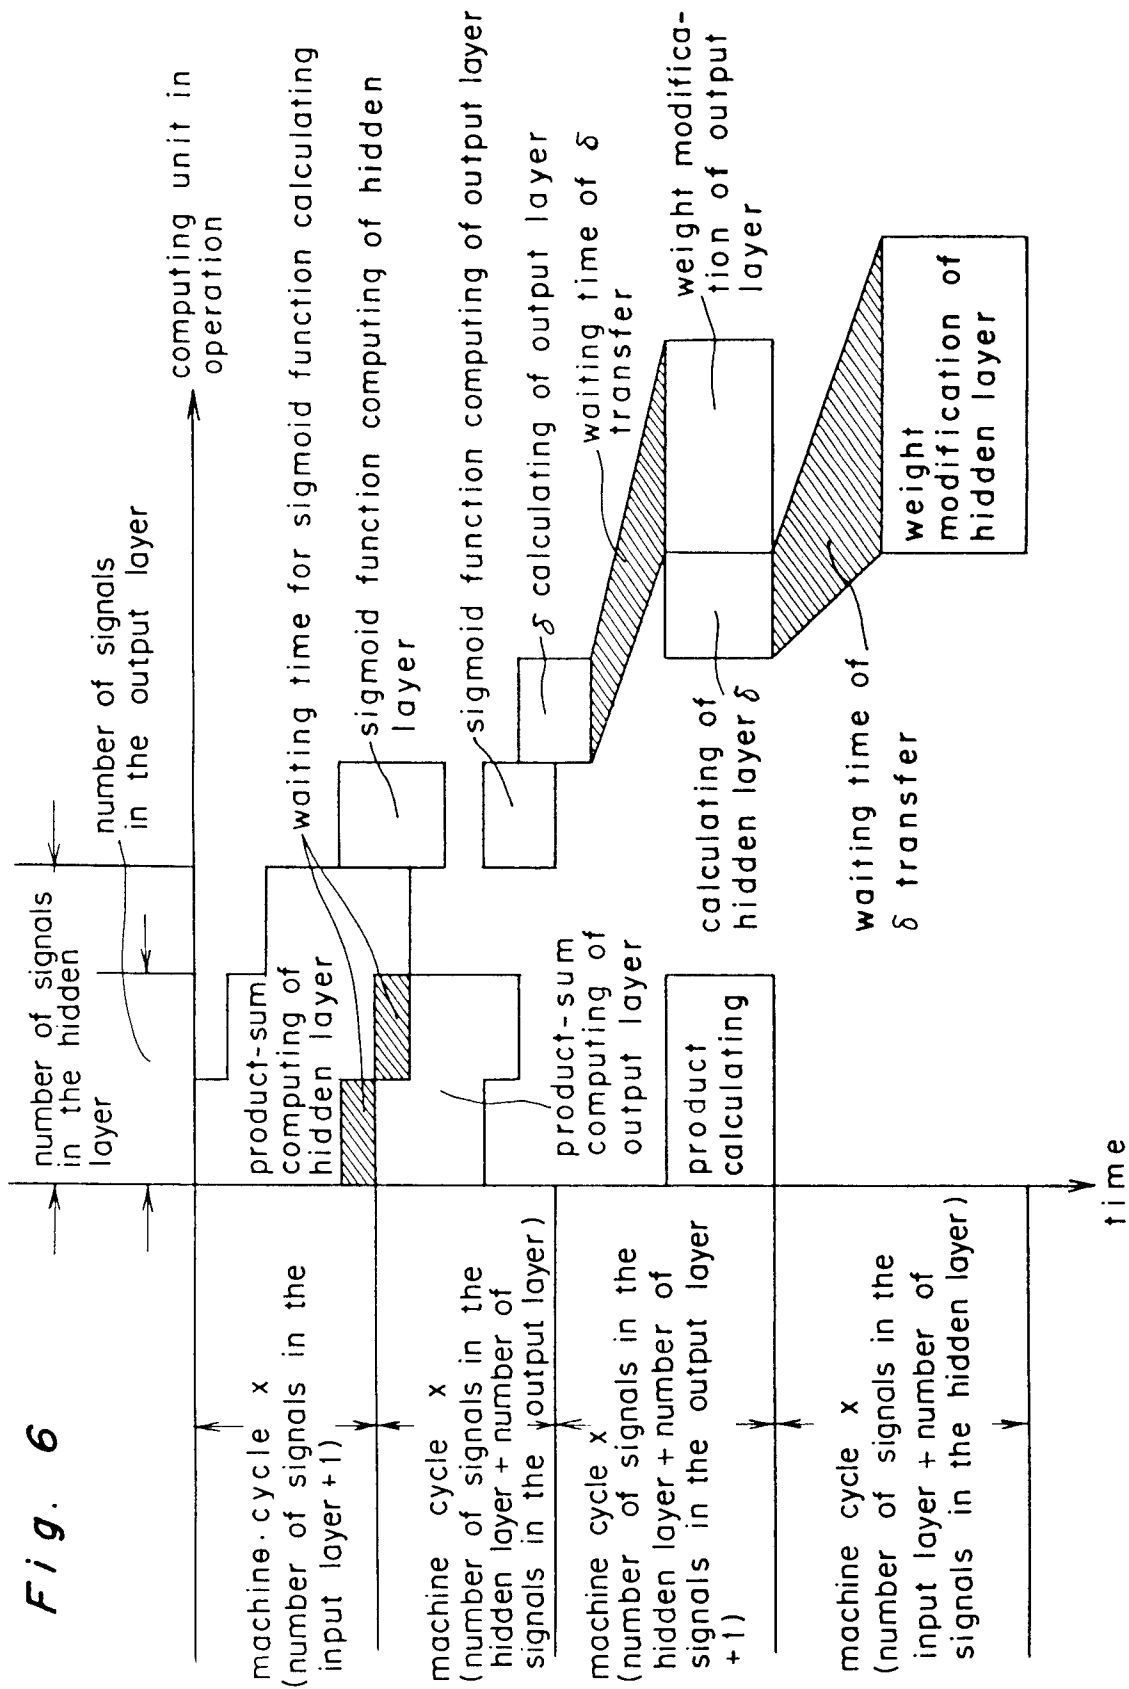 Fig. 6
number of signals
in the hidden
layer
number of signals
in the output layer
computing unit in
operation
waiting time for sigmoid function calculating
sigmoid function computing of hidden
layer
sigmoid function computing of output layer
δ calculating of output layer
waiting time of δ
transfer
weight modifica-
tion of output
layer
product-sum
computing of
hidden layer
product-sum
computing of
output layer
product
calculating
calculating of
hidden layer δ
waiting time of
δ transfer
weight
modification of
hidden layer
time
machine cycle x
(number of signals in the
input layer +1)
machine cycle x
(number of signals in the
hidden layer + number of
signals in the output layer)
machine cycle x
(number of signals in the
hidden layer + number of
signals in the output layer
+1)
machine cycle x
(number of signals in the
input layer + number of
signals in the hidden layer)